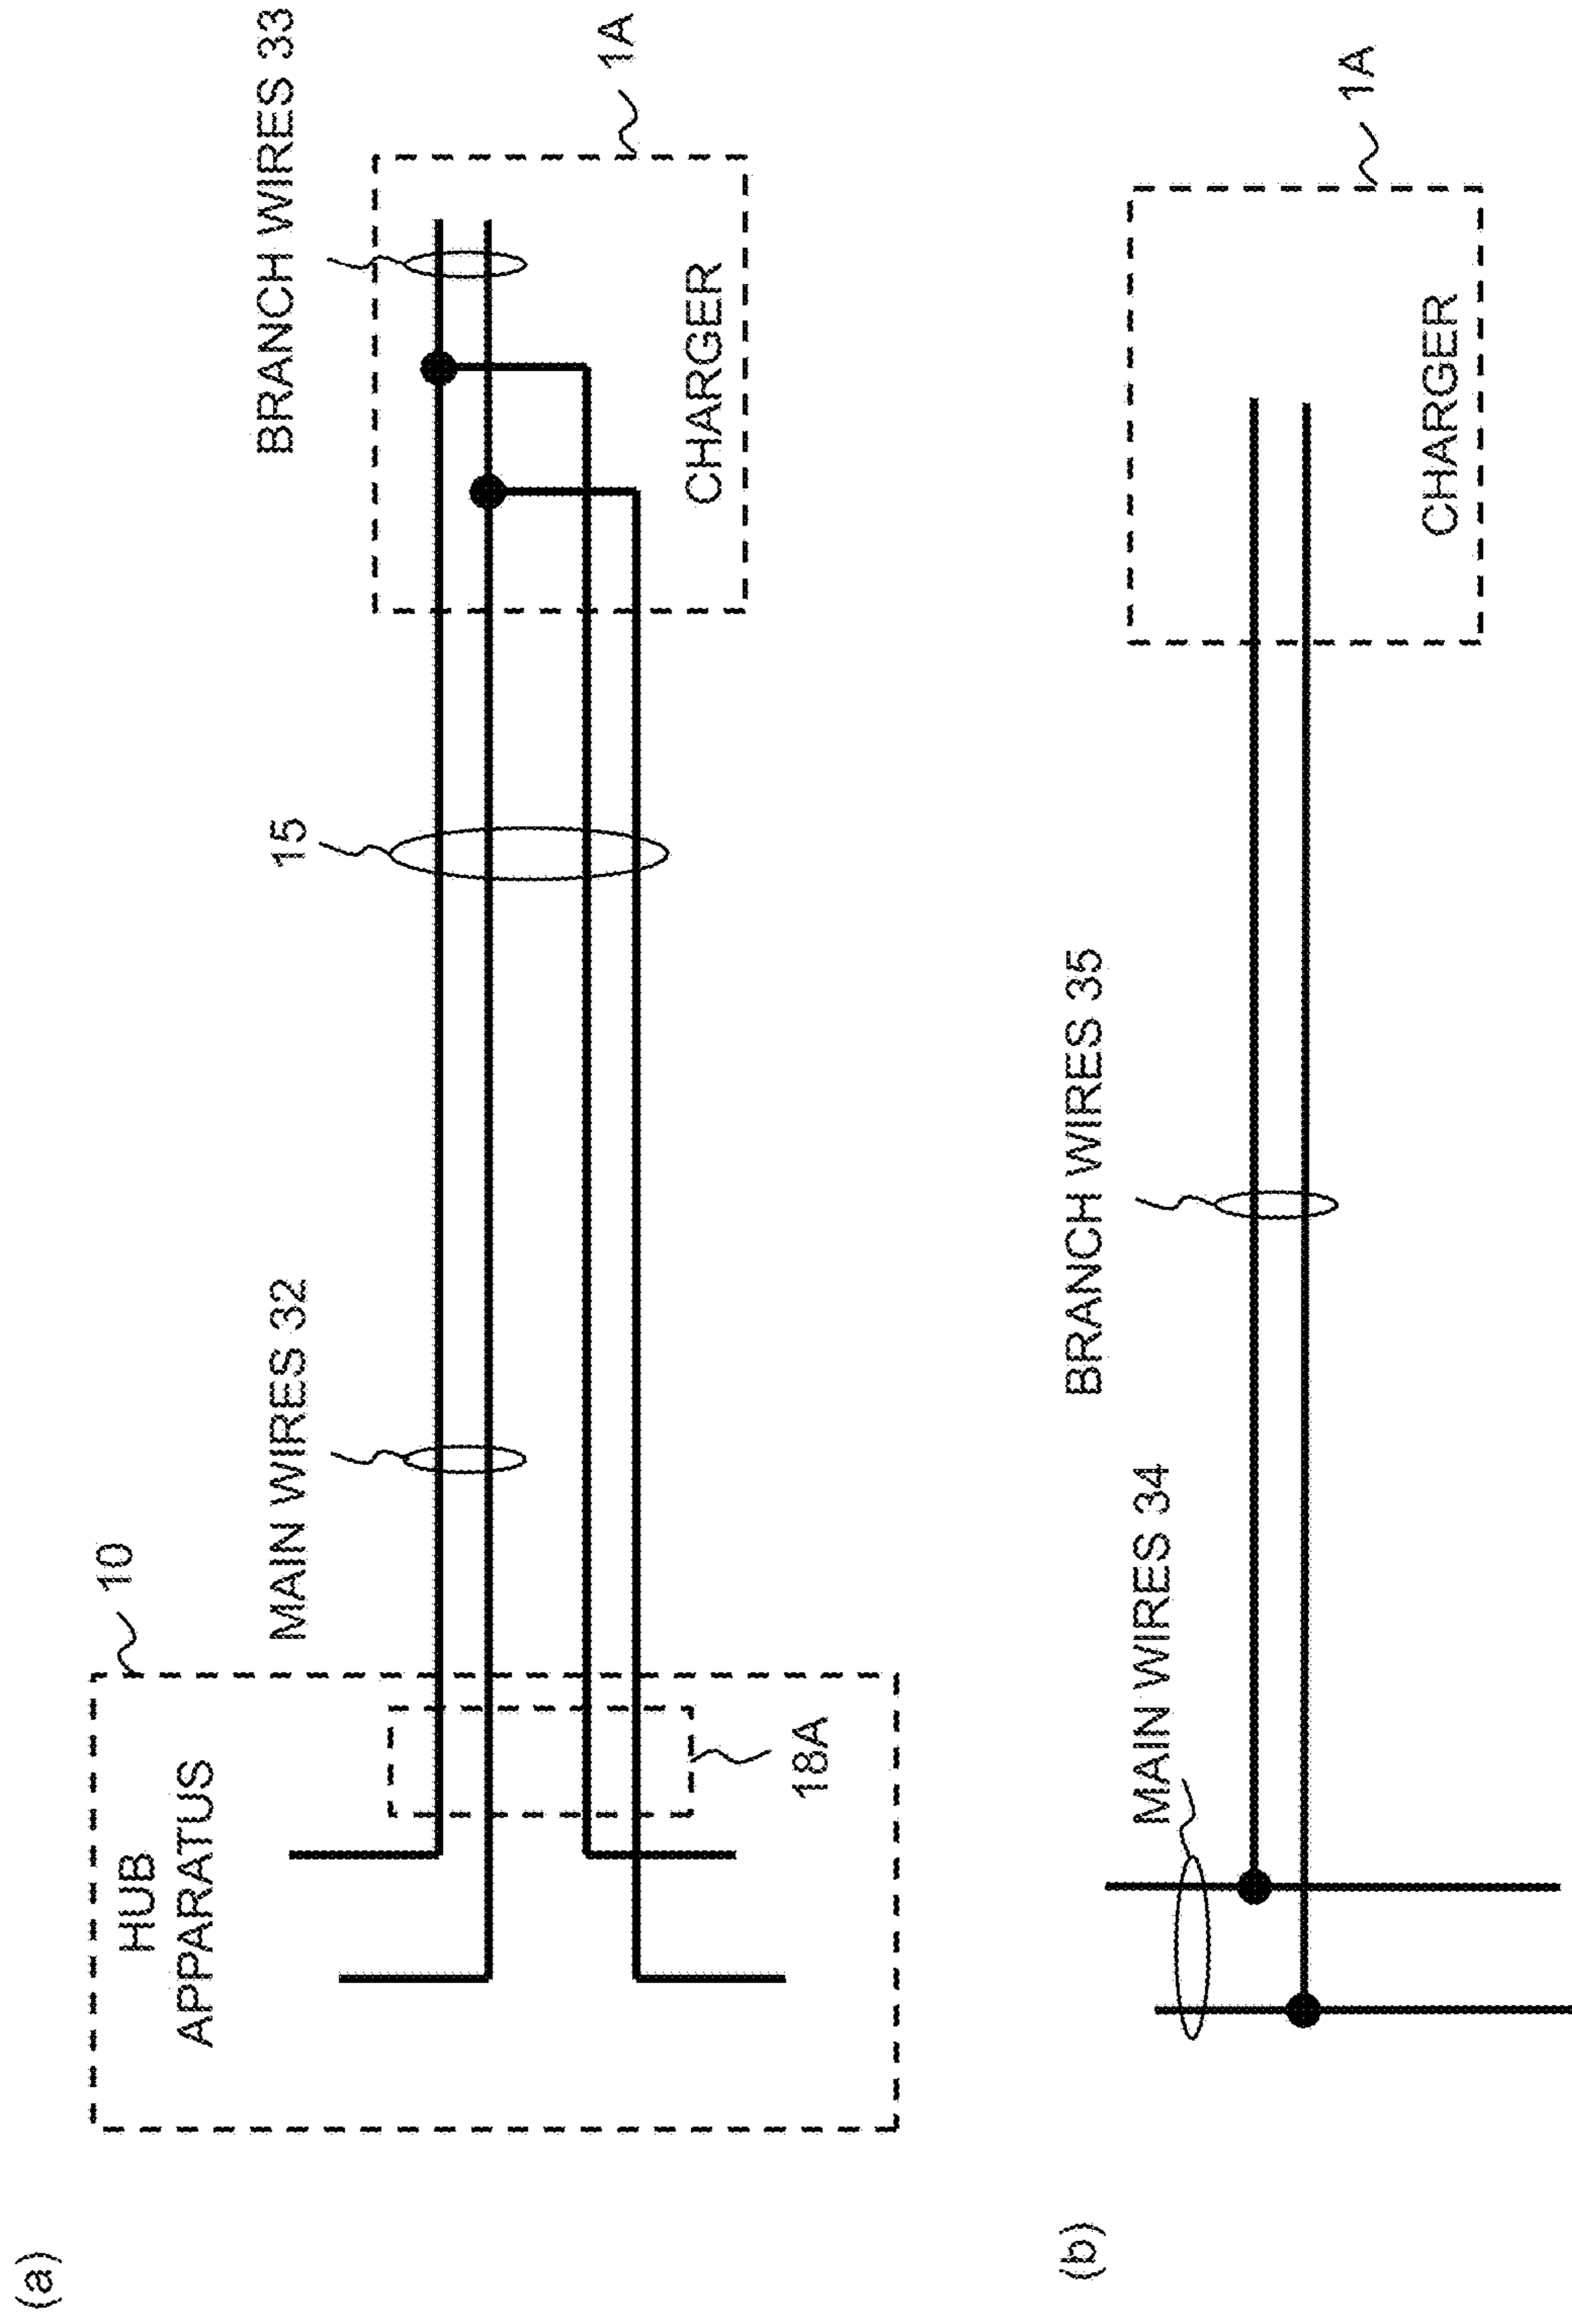 (a)
HUB
APPARATUS
10
18A
MAIN WIRES 32
15
BRANCH WIRES 33
CHARGER
1A
(b)
MAIN WIRES 34
BRANCH WIRES 35
CHARGER
1A